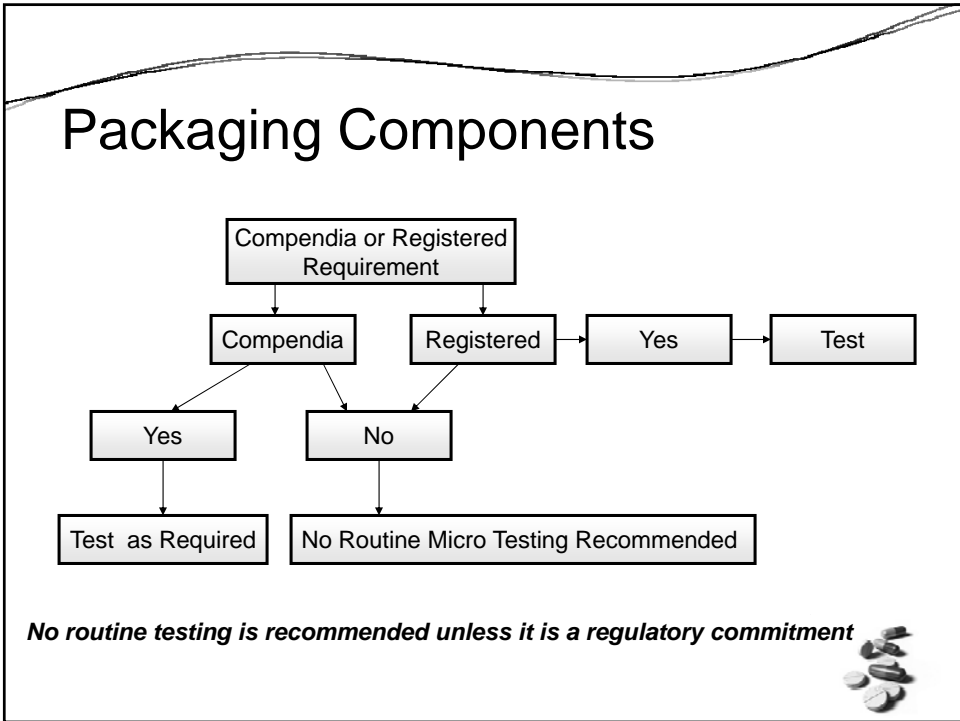 Packaging Components
Compendia or Registered
Requirement
Compendia
Registered
Yes
Test
Yes
No
Test as Required
No Routine Micro Testing Recommended
No routine testing is recommended unless it is a regulatory commitment